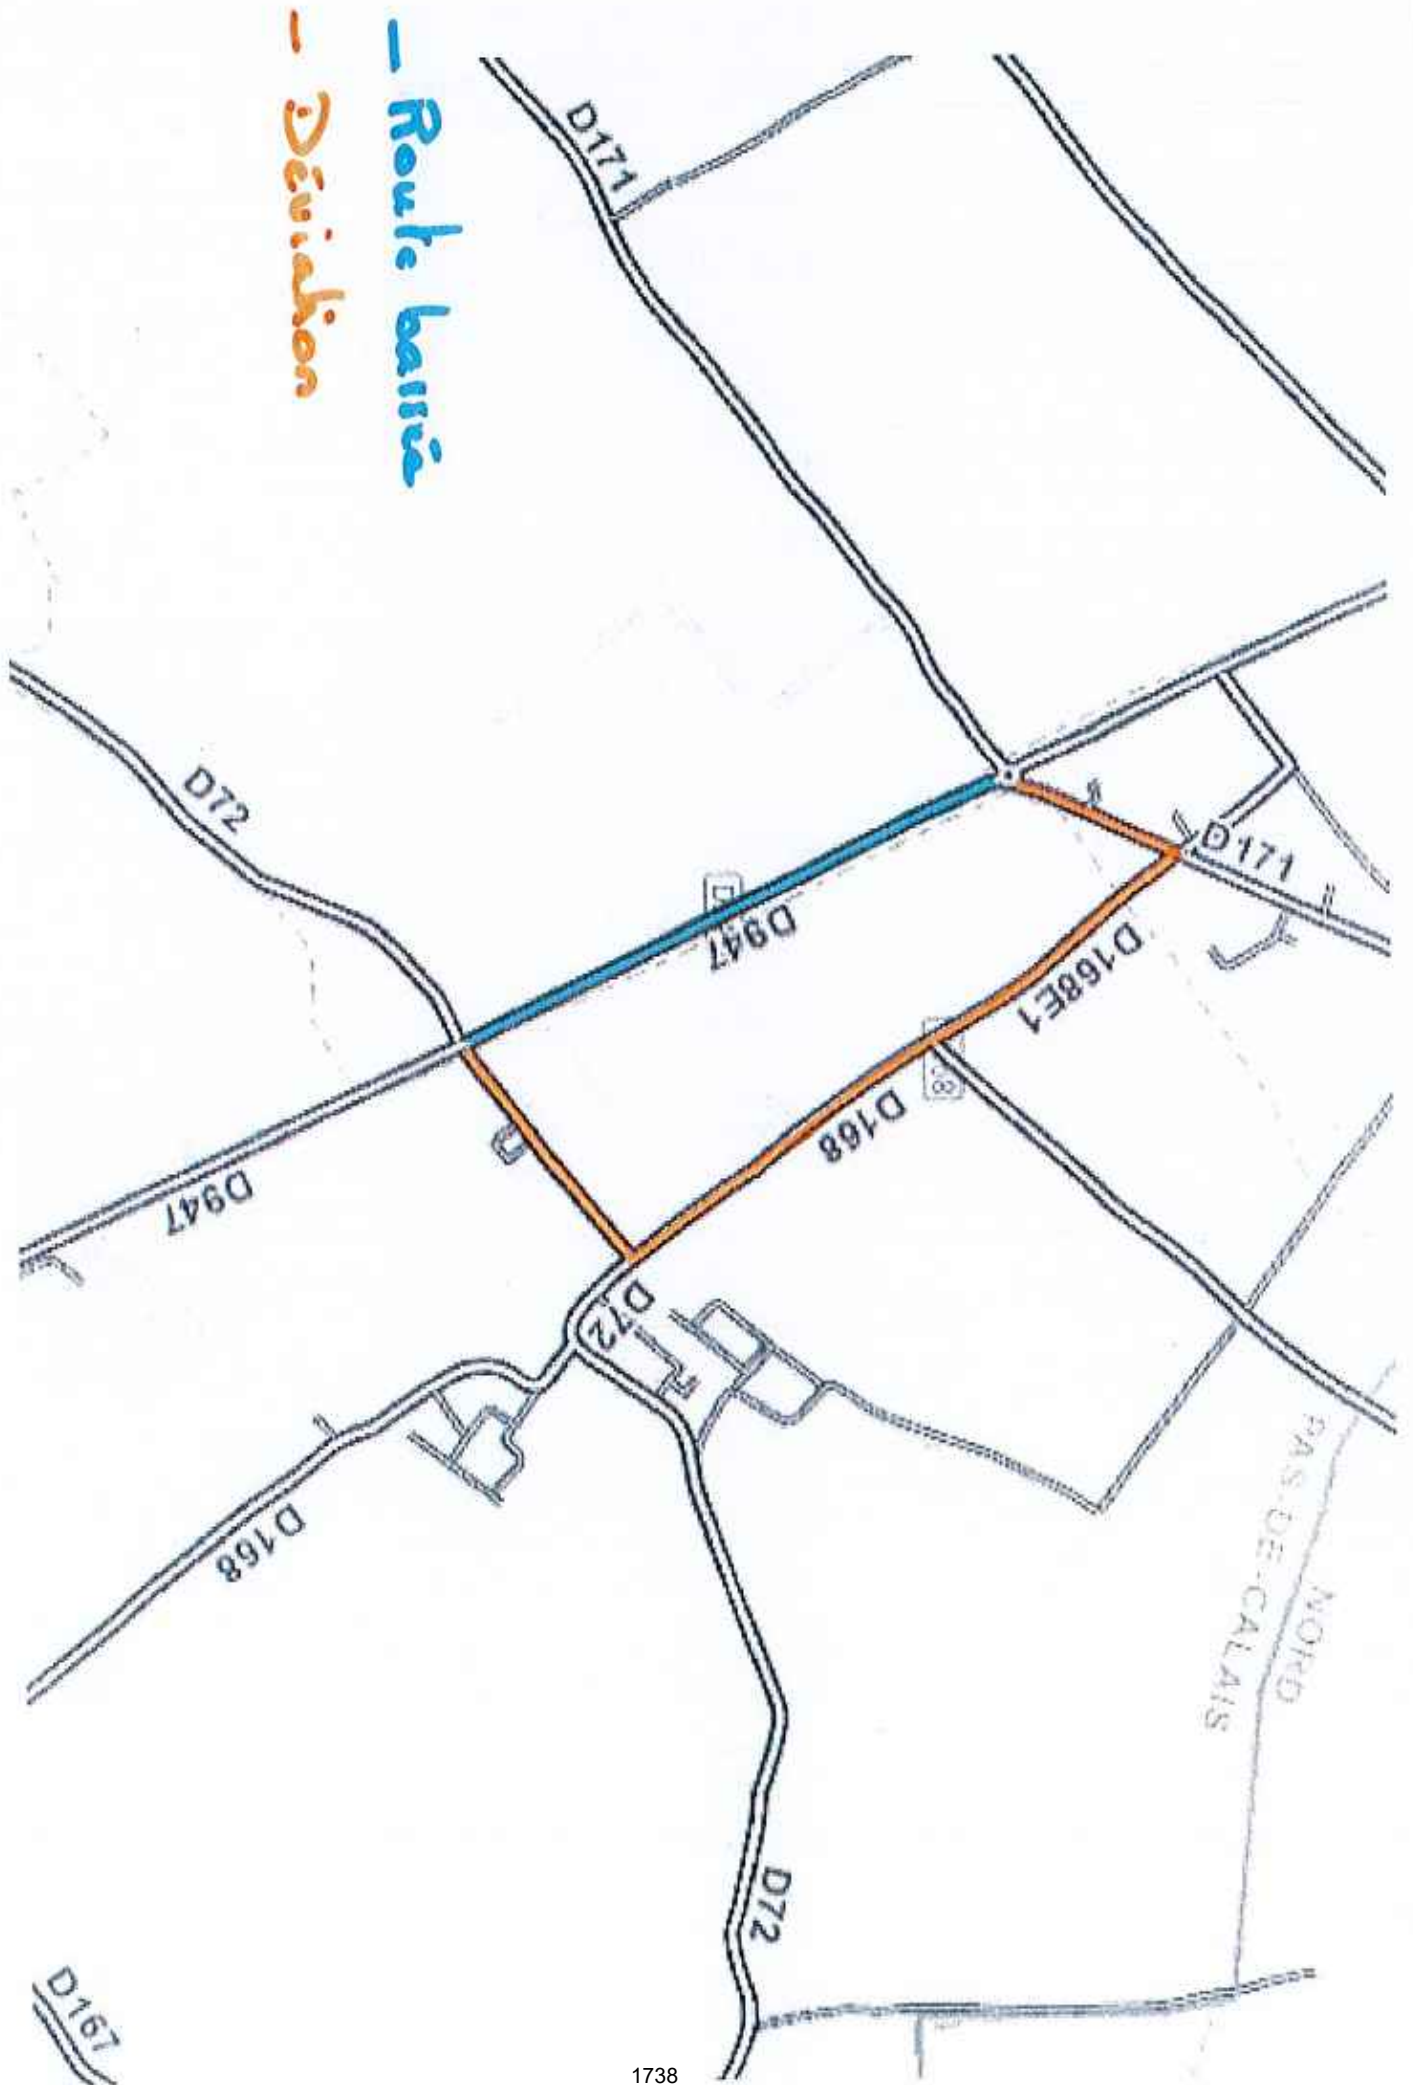 - Route barrée
- Déviation
D171
D171
D72
D947
D168E1
D168
D947
D72
D168
PAS-DE-CALAIS
NORD
D72
D167
1738